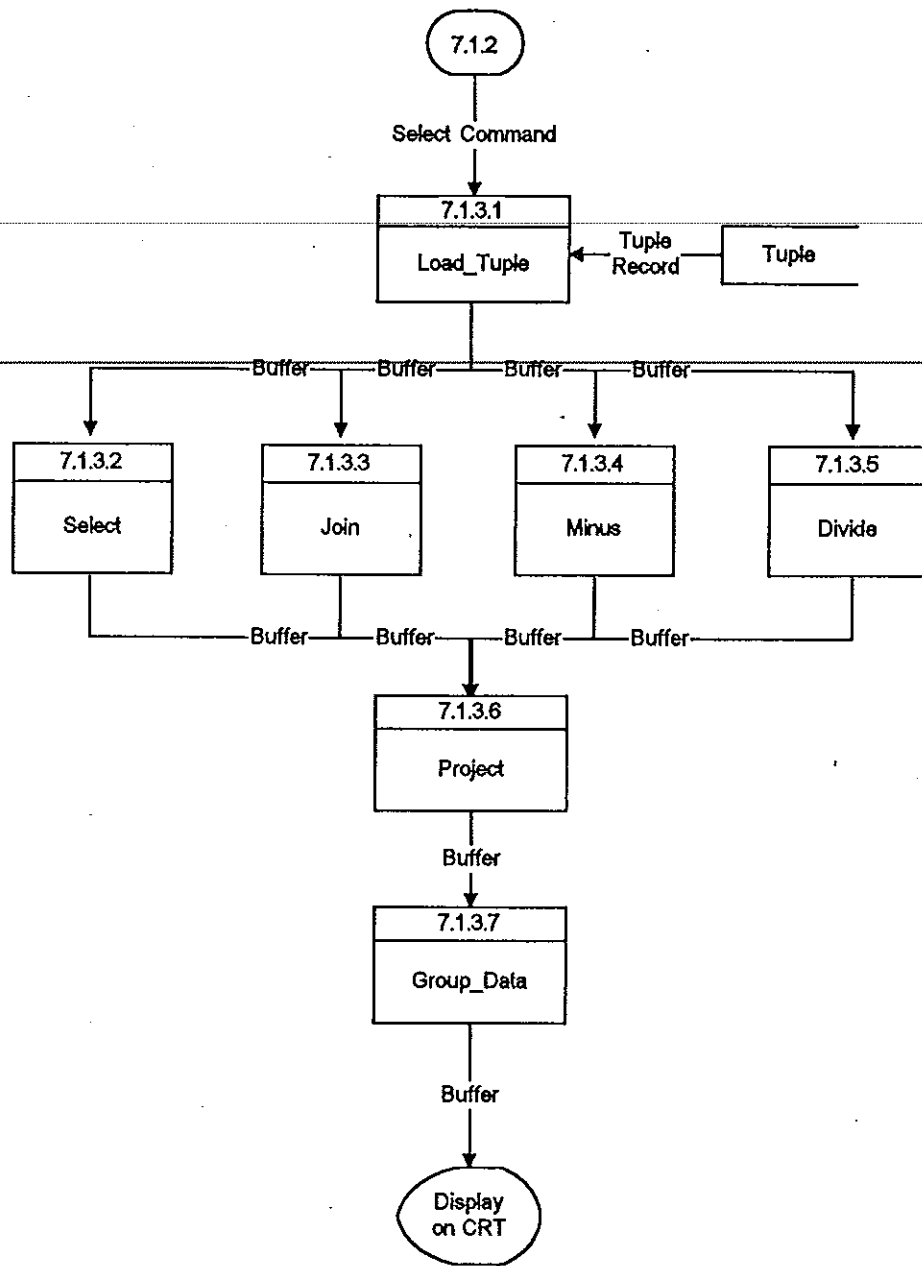 7.1.2
Select Command
7.1.3.1
Load_Tuple
Tuple
Record
Tuple
Buffer
Buffer
Buffer
Buffer
7.1.3.2
Select
7.1.3.3
Join
7.1.3.4
Minus
7.1.3.5
Divide
Buffer
Buffer
Buffer
Buffer
7.1.3.6
Project
Buffer
7.1.3.7
Group_Data
Buffer
Display
on CRT